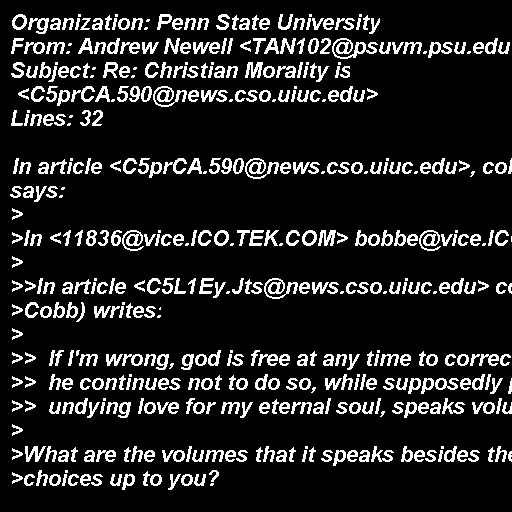 Organization: Penn State University
From: Andrew Newell <TAN102@psuvm.psu.edu
Subject: Re: Christian Morality is
<C5prCA.590@news.cso.uiuc.edu>
Lines: 32

In article <C5prCA.590@news.cso.uiuc.edu>, co
says:
>
>In <11836@vice.ICO.TEK.COM> bobbe@vice.IC
>
>>In article <C5L1Ey.Jts@news.cso.uiuc.edu> co
>Cobb) writes:
>
>>  If I'm wrong, god is free at any time to correc
>>  he continues not to do so, while supposedly
>>  undying love for my eternal soul, speaks volu
>
>What are the volumes that it speaks besides the
>choices up to you?